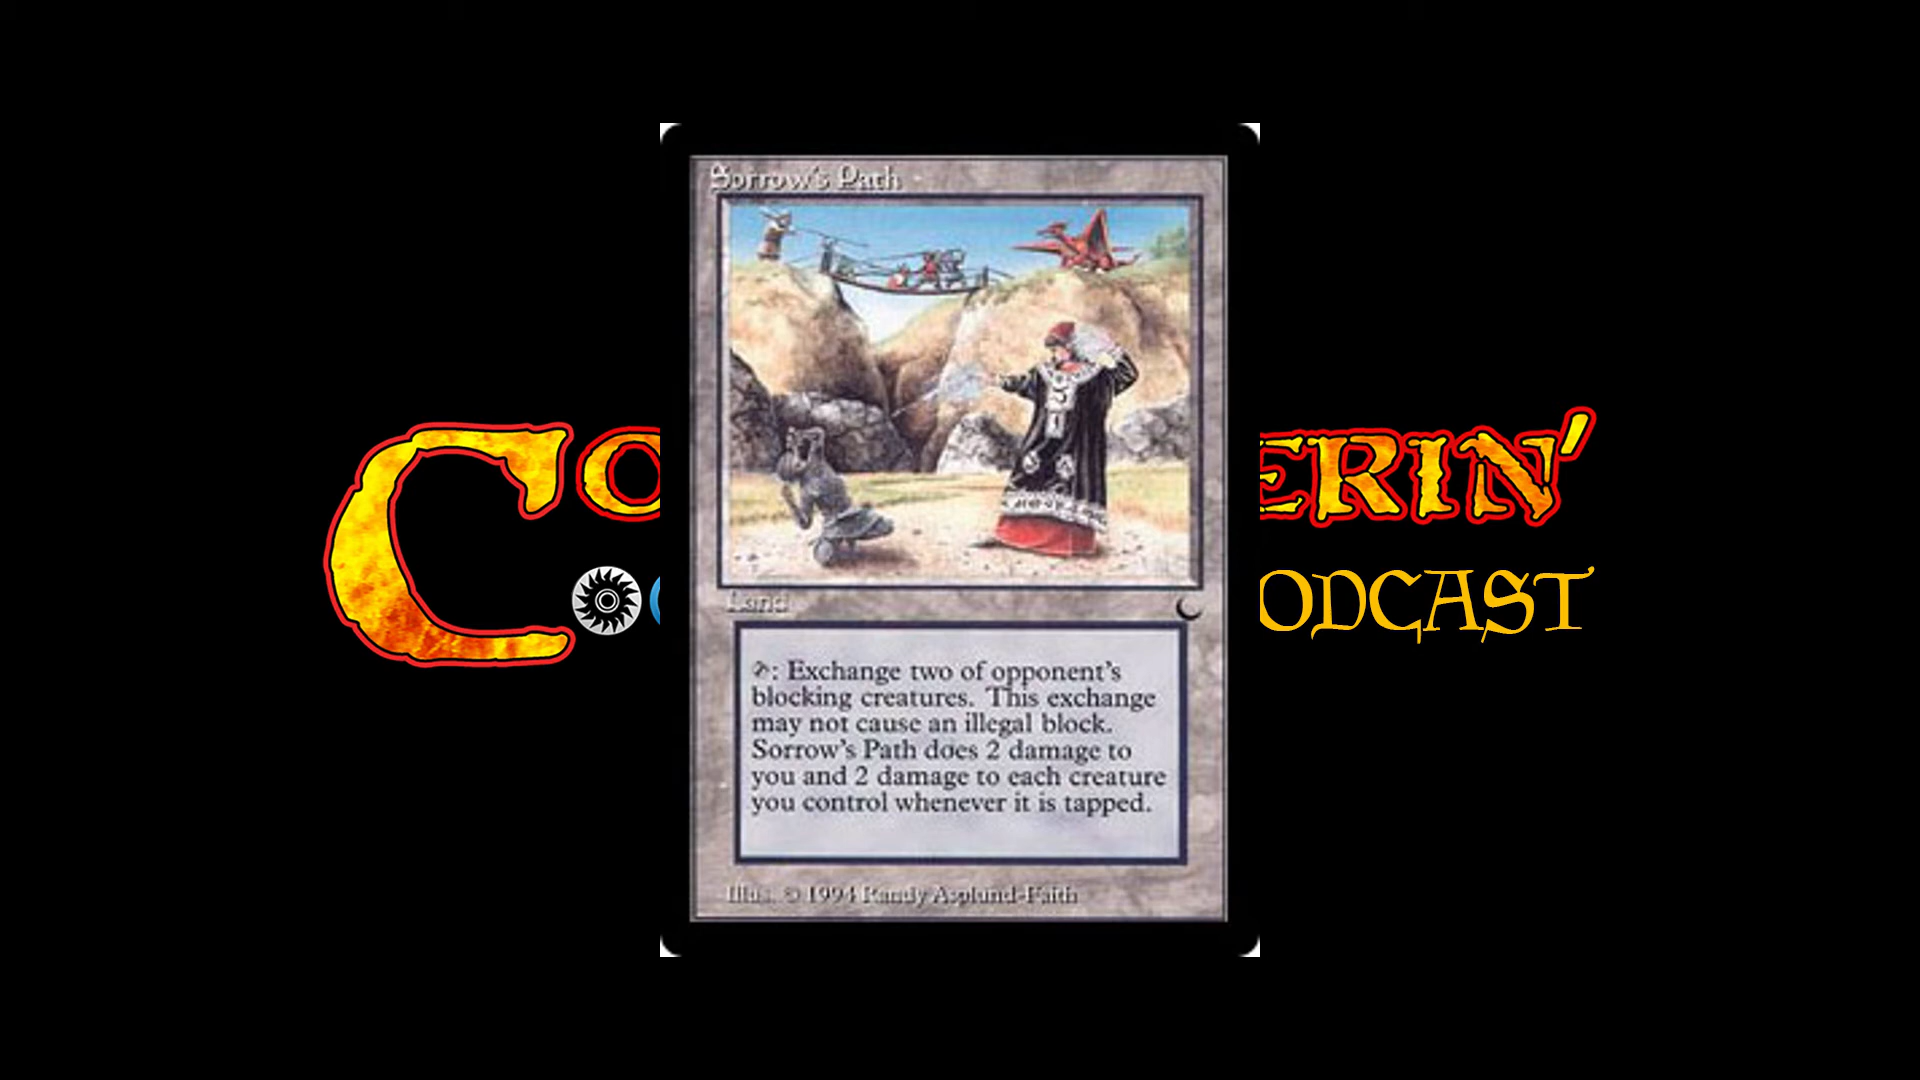 Sorrow's Path
CO
ERIN'
ODCAST
Land
: Exchange two of opponent's
blocking creatures. This exchange
may not cause an illegal block.
Sorrow's Path does 2 damage to
you and 2 damage to each creature
you control whenever it is tapped.
Illus. © 1994 Randy Asplund-Faith